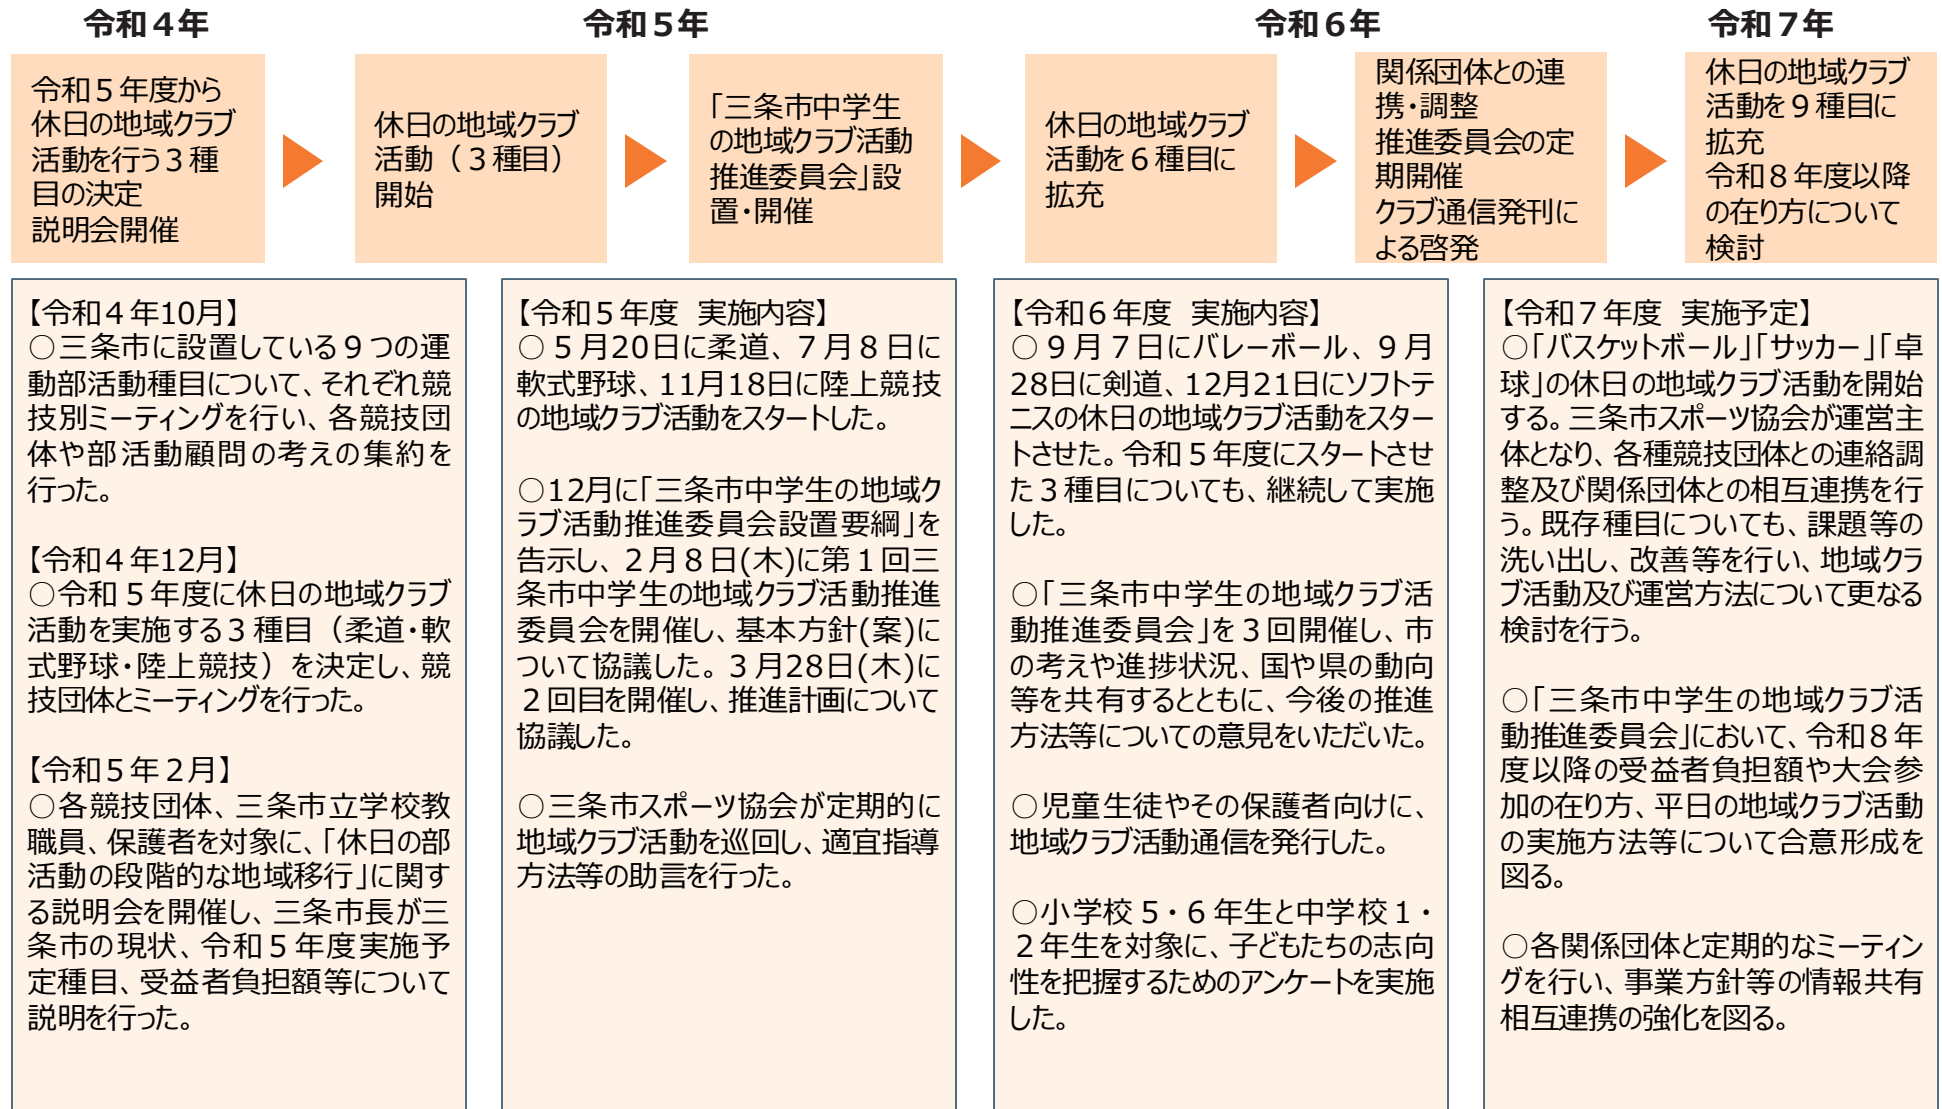 令和４年
令和５年
令和６年
令和７年
令和５年度から
休日の地域クラブ
活動を行う３種
目の決定
説明会開催
休日の地域クラブ
活動（３種目）
開始
「三条市中学生
の地域クラブ活動
推進委員会」設
置・開催
休日の地域クラブ
活動を６種目に
拡充
関係団体との連
携・調整
推進委員会の定
期開催
クラブ通信発刊に
よる啓発
休日の地域クラブ
活動を９種目に
拡充
令和８年度以降
の在り方について
検討
【令和４年10月】
○三条市に設置している９つの運
動部活動種目について、それぞれ競
技別ミーティングを行い、各競技団
体や部活動顧問の考えの集約を
行った。
【令和４年12月】
○令和５年度に休日の地域クラブ
活動を実施する３種目（柔道・軟
式野球・陸上競技）を決定し、競
技団体とミーティングを行った。
【令和５年２月】
○各競技団体、三条市立学校教
職員、保護者を対象に、「休日の部
活動の段階的な地域移行」に関す
る説明会を開催し、三条市長が三
条市の現状、令和５年度実施予
定種目、受益者負担額等について
説明を行った。
【令和５年度　実施内容】
○５月20日に柔道、７月８日に
軟式野球、11月18日に陸上競技
の地域クラブ活動をスタートした。
○12月に「三条市中学生の地域ク
ラブ活動推進委員会設置要綱」を
告示し、２月８日(木)に第１回三
条市中学生の地域クラブ活動推進
委員会を開催し、基本方針(案)に
ついて協議した。３月28日(木)に
２回目を開催し、推進計画について
協議した。
○三条市スポーツ協会が定期的に
地域クラブ活動を巡回し、適宜指導
方法等の助言を行った。
【令和６年度　実施内容】
○９月７日にバレーボール、９月
28日に剣道、12月21日にソフトテ
ニスの休日の地域クラブ活動をスター
トさせた。令和５年度にスタートさせ
た３種目についても、継続して実施
した。
○「三条市中学生の地域クラブ活
動推進委員会」を３回開催し、市
の考えや進捗状況、国や県の動向
等を共有するとともに、今後の推進
方法等についての意見をいただいた。
○児童生徒やその保護者向けに、
地域クラブ活動通信を発行した。
○小学校５・６年生と中学校１・
２年生を対象に、子どもたちの志向
性を把握するためのアンケートを実施
した。
【令和７年度　実施予定】
○「バスケットボール」「サッカー」「卓
球」の休日の地域クラブ活動を開始
する。三条市スポーツ協会が運営主
体となり、各種競技団体との連絡調
整及び関係団体との相互連携を行
う。既存種目についても、課題等の
洗い出し、改善等を行い、地域クラ
ブ活動及び運営方法について更なる
検討を行う。
○「三条市中学生の地域クラブ活
動推進委員会」において、令和８年
度以降の受益者負担額や大会参
加の在り方、平日の地域クラブ活動
の実施方法等について合意形成を
図る。
○各関係団体と定期的なミーティン
グを行い、事業方針等の情報共有
相互連携の強化を図る。